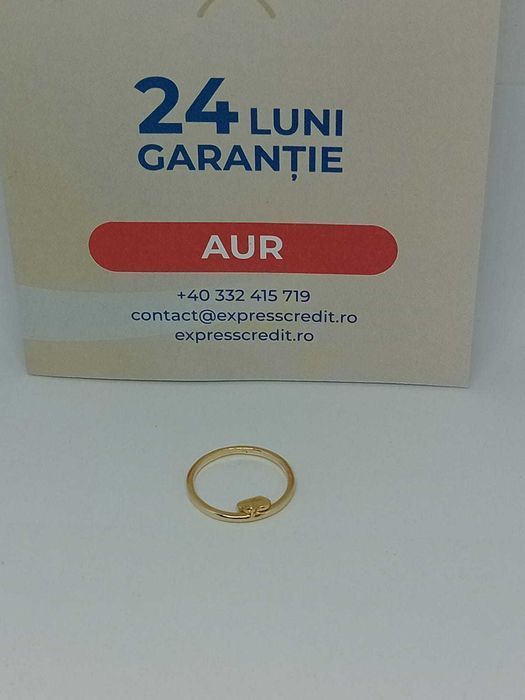 24 LUNI
GARANȚIE
AUR
+40 332 415 719
contact@expresscredit.ro
expresscredit.ro